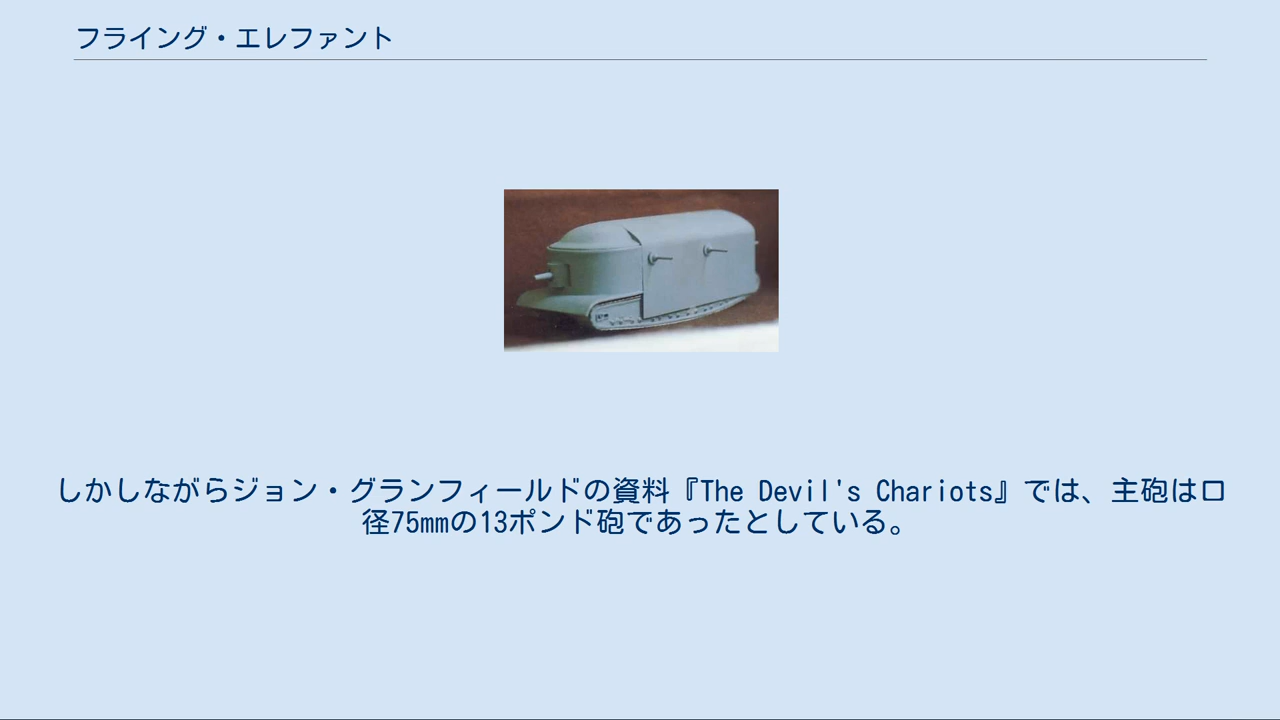 フライング・エレファント
しかしながらジョン・グランフィールドの資料『The Devil's Chariots』では、主砲は口
径75mmの13ポンド砲であったとしている。